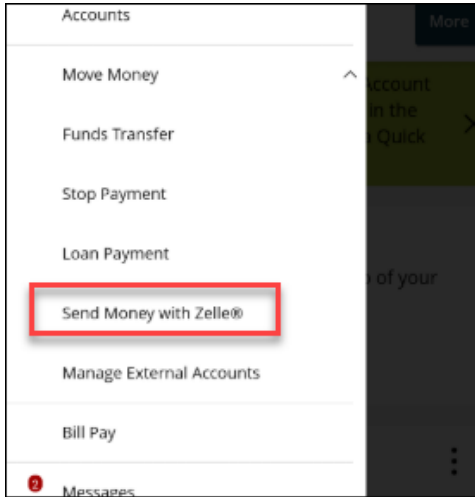 Accounts
More
Move Money
Account
in the
Quick
Funds Transfer
Stop Payment
Loan Payment
of your
Send Money with Zelle®
Manage External Accounts
Bill Pay
2
Messages